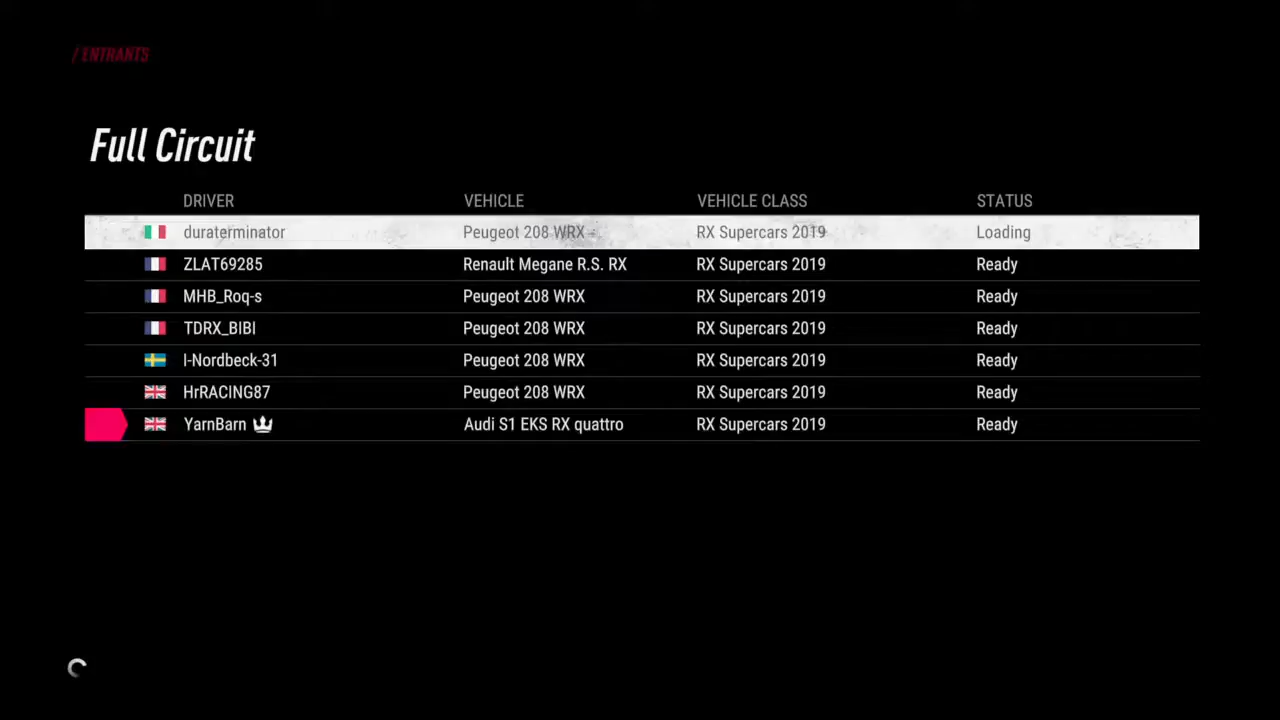 / ENTRANTS
Full Circuit
DRIVER VEHICLE VEHICLE CLASS STATUS
duraterminator Peugeot 208 WRX RX Supercars 2019 Loading
ZLAT69285 Renault Megane R.S. RX RX Supercars 2019 Ready
MHB_Roq-s Peugeot 208 WRX RX Supercars 2019 Ready
TDRX_BIBI Peugeot 208 WRX RX Supercars 2019 Ready
I-Nordbeck-31 Peugeot 208 WRX RX Supercars 2019 Ready
HrRACING87 Peugeot 208 WRX RX Supercars 2019 Ready
YarnBarn Audi S1 EKS RX quattro RX Supercars 2019 Ready